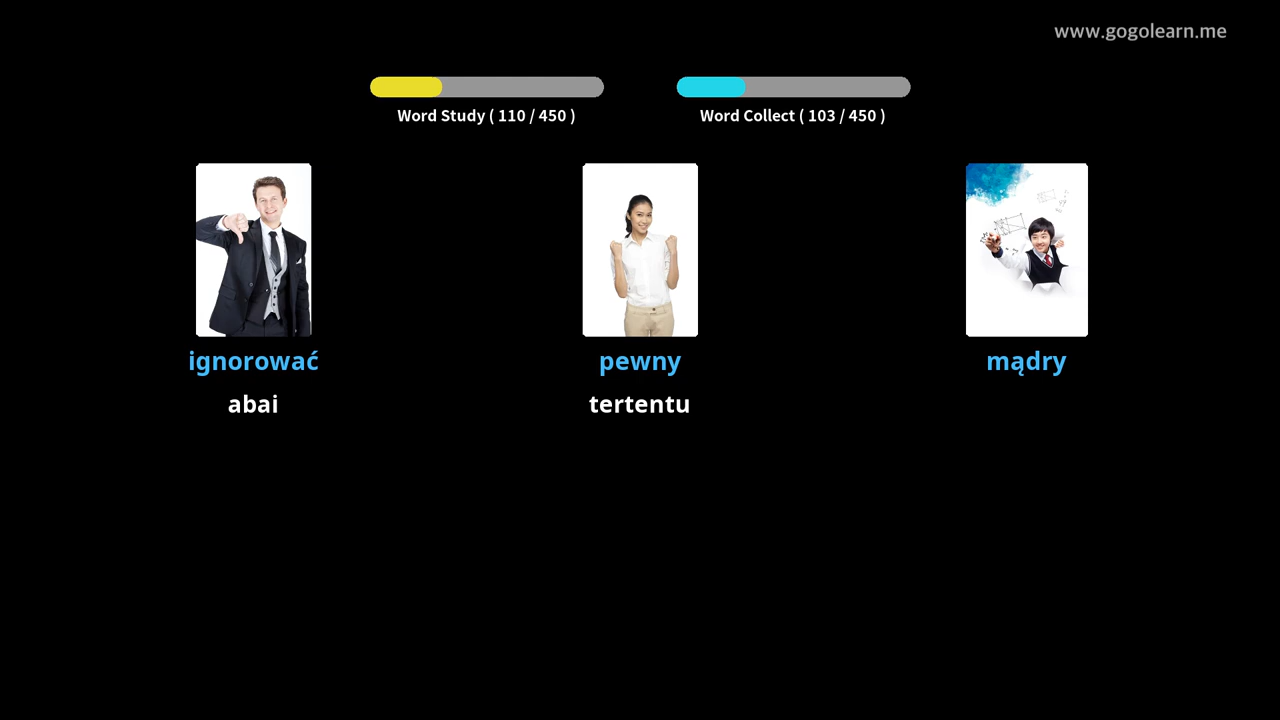 www.gogolearn.me
Word Study ( 110 / 450 )
Word Collect ( 103 / 450 )
ignorować
pewny
mądry
abai
tertentu